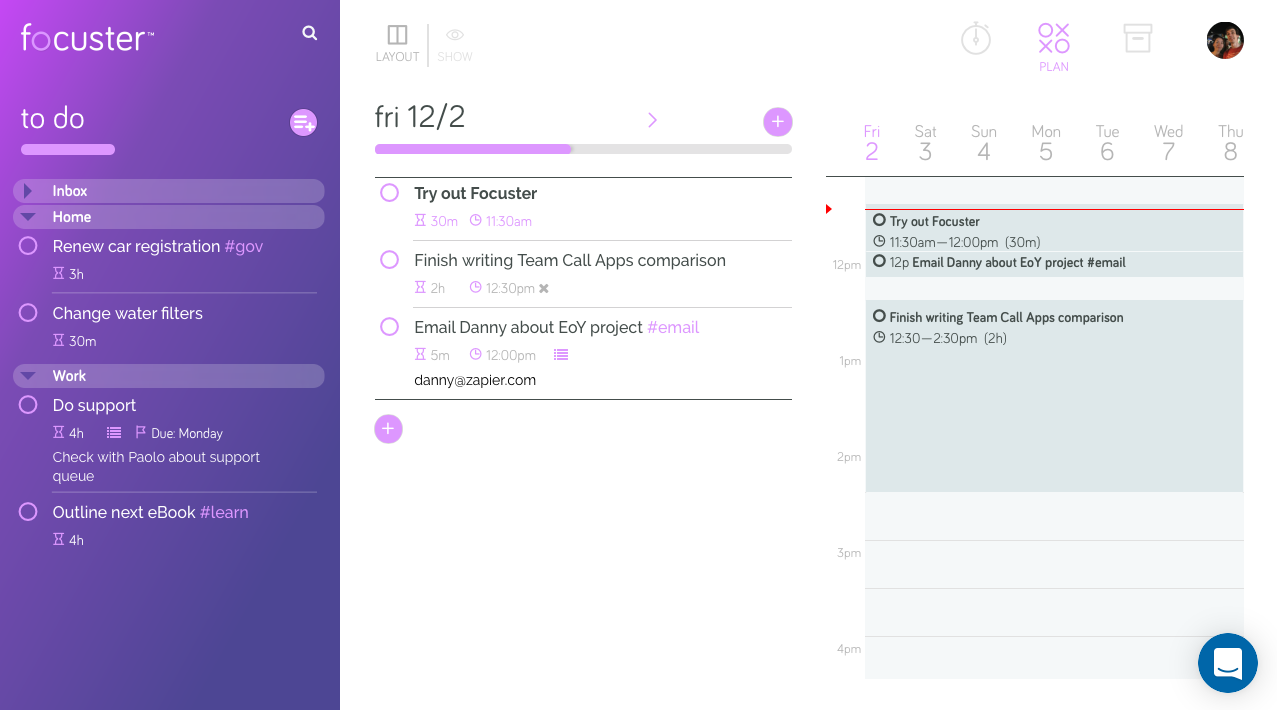 focuster™
to do
Inbox
Home
Renew car registration #gov
3h
Change water filters
30m
Work
Do support
4h Due: Monday
Check with Paolo about support
queue
Outline next eBook #learn
4h
LAYOUT SHOW
PLAN
fri 12/2
Try out Focuster
30m 11:30am
Finish writing Team Call Apps comparison
2h 12:30pm
Email Danny about EoY project #email
5m 12:00pm
danny@zapier.com
Fri Sat Sun Mon Tue Wed Thu
2 3 4 5 6 7 8
Try out Focuster
11:30am—12:00pm (30m)
12pm
12p Email Danny about EoY project #email
Finish writing Team Call Apps comparison
12:30—2:30pm (2h)
1pm
2pm
3pm
4pm